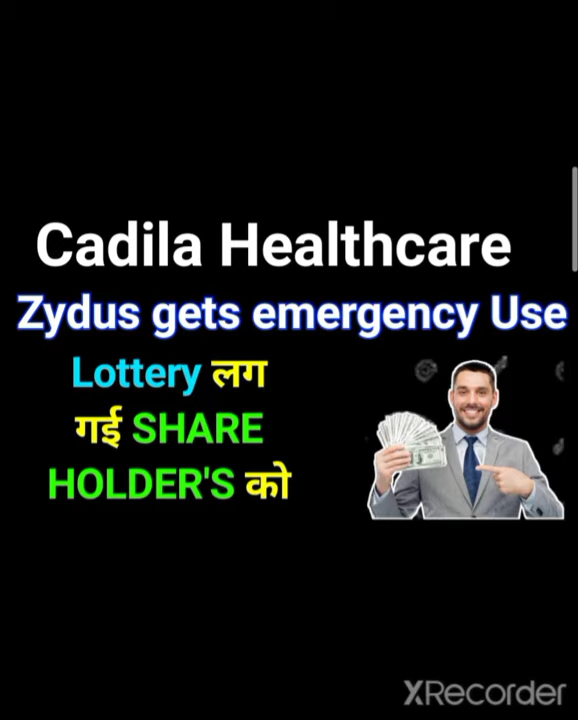 Cadila Healthcare
Zydus gets emergency Use
Lottery लग
गई SHARE
HOLDER'S को
XRecorder